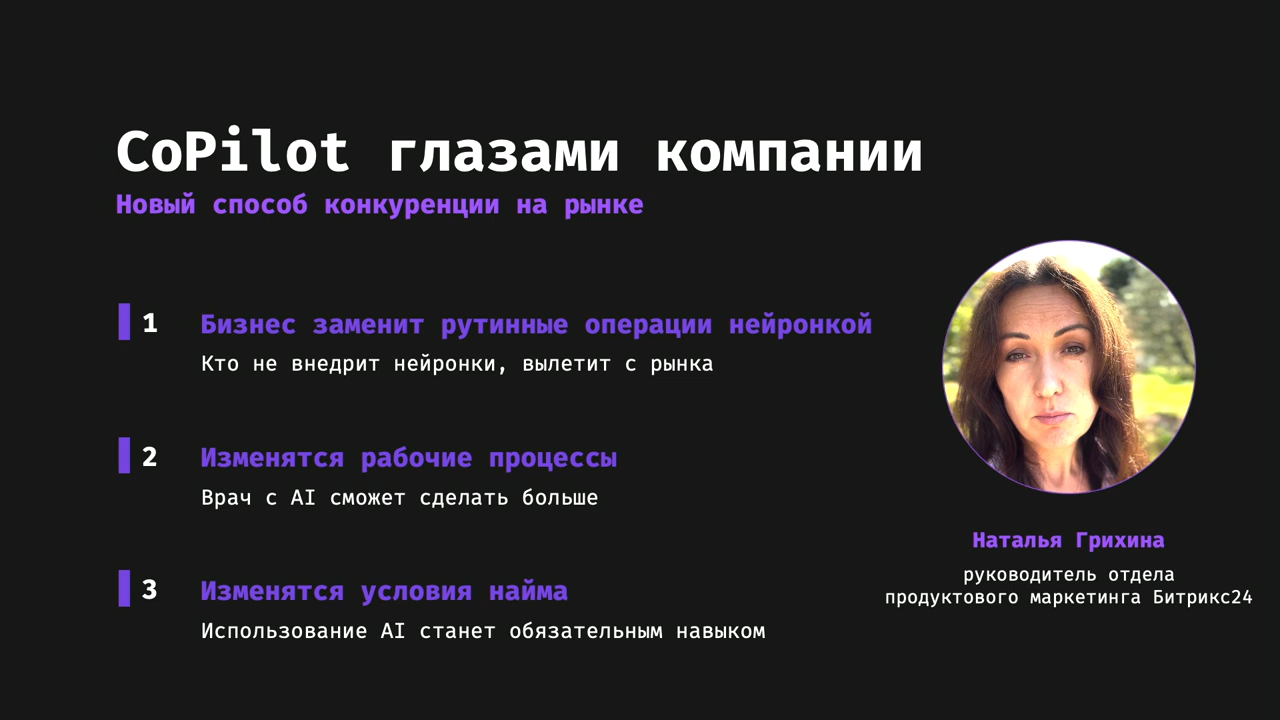 CoPilot глазами компании
Новый способ конкуренции на рынке
1 Бизнес заменит рутинные операции нейронкой
Кто не внедрит нейронки, вылетит с рынка
2 Изменятся рабочие процессы
Врач с AI сможет сделать больше
3 Изменятся условия найма
Использование AI станет обязательным навыком
Наталья Грихина
руководитель отдела
продуктового маркетинга Битрикс24